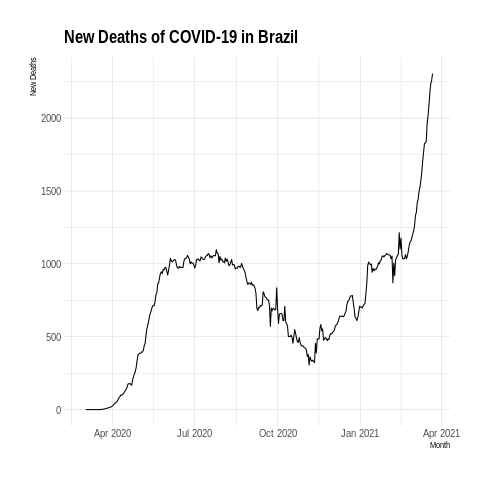 New Deaths of COVID-19 in Brazil
New Deaths
2000
1500
1000
500
0
Apr 2020 Jul 2020 Oct 2020 Jan 2021 Apr 2021
Month